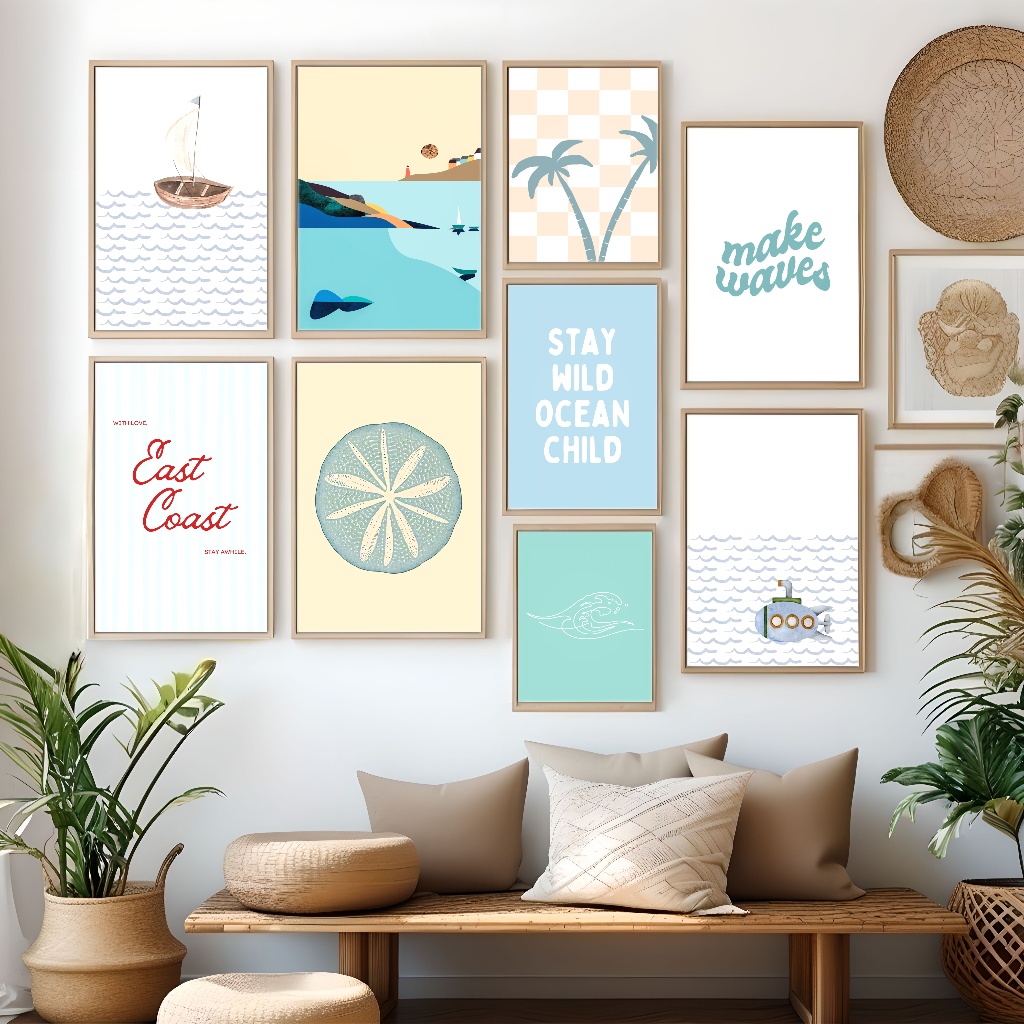 make
waves
STAY
WILD
OCEAN
CHILD
WITH LOVE,
East
Coast
STAY AWHILE.